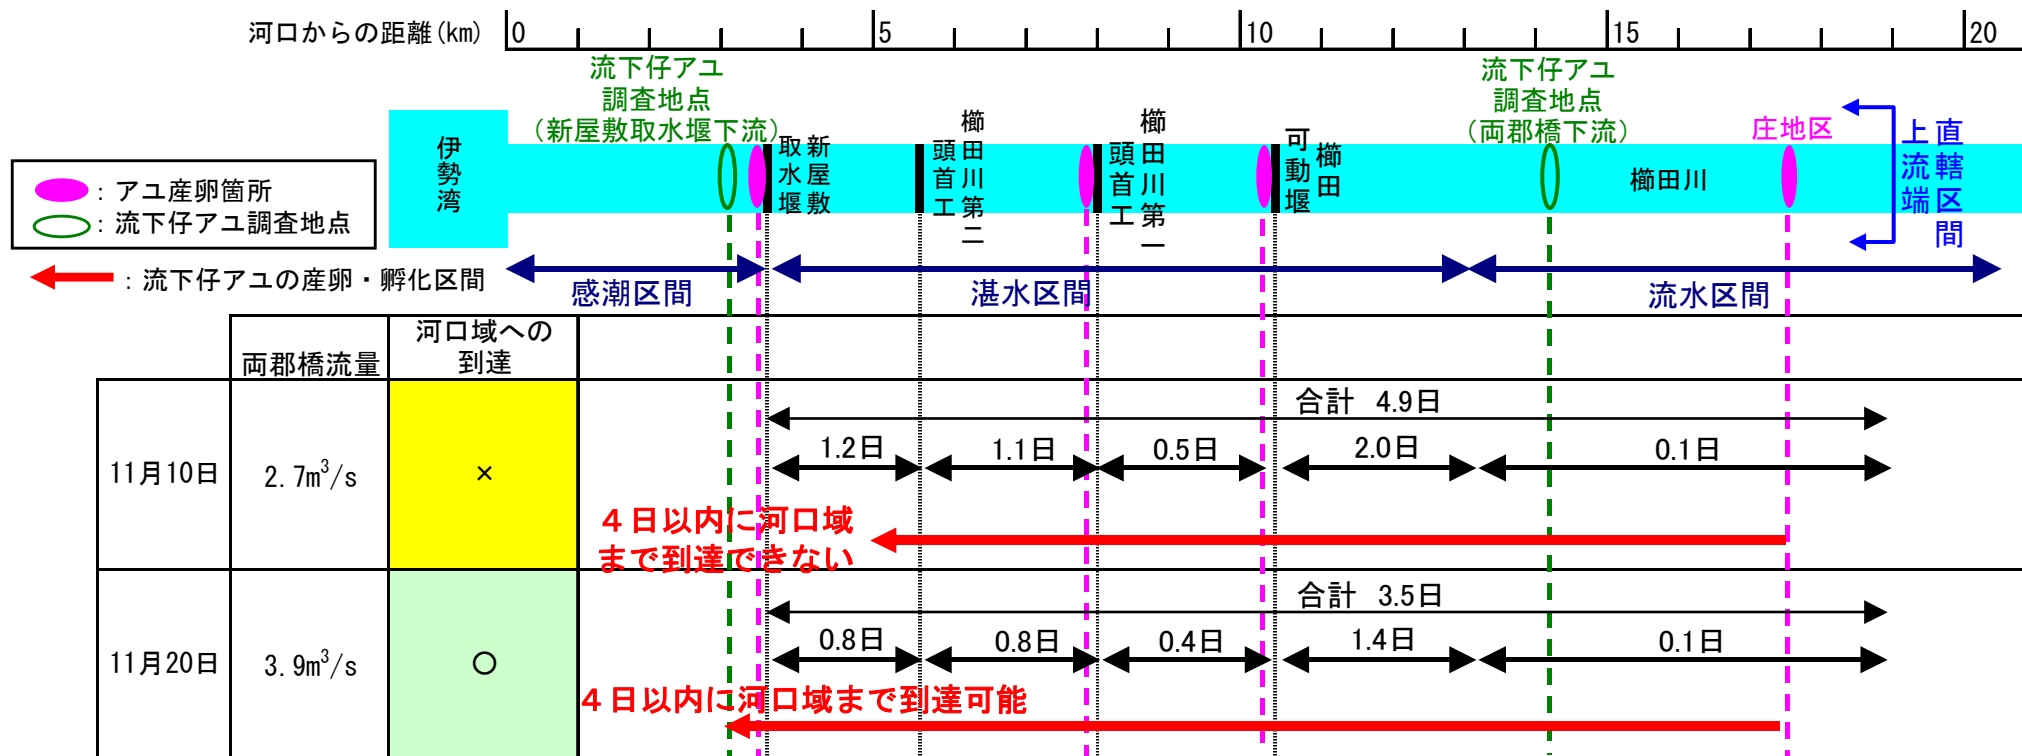 河口からの距離(km) 0 5 10 15 20
流下仔アユ
調査地点
(新屋敷取水堰下流)
流下仔アユ
調査地点
(両郡橋下流)
庄地区
伊勢湾
新屋敷
取水堰
櫛田川第二
頭首工
櫛田川第一
頭首工
櫛田
可動堰
櫛田川
直轄区間
上流端
：アユ産卵箇所
：流下仔アユ調査地点
：流下仔アユの産卵・孵化区間
感潮区間
湛水区間
流水区間
両郡橋流量
河口域への
到達
11月10日
2.7m³/s
×
合計 4.9日
1.2日
1.1日
0.5日
2.0日
0.1日
４日以内に河口域
まで到達できない
11月20日
3.9m³/s
○
合計 3.5日
0.8日
0.8日
0.4日
1.4日
0.1日
４日以内に河口域まで到達可能